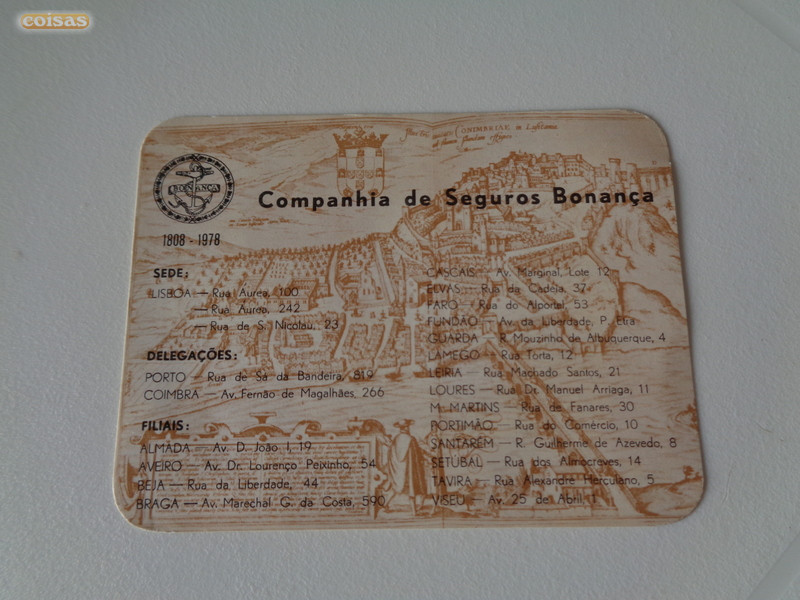 coisas
CONIMBRIAE in Lusitania
BONANÇA
Companhia de Seguros Bonança
1808 - 1978
SEDE:
LISBOA — Rua Aurea, 100
— Rua Aurea, 242
— Rua de S. Nicolau, 23
DELEGAÇÕES:
PORTO — Rua de Sá da Bandeira, 819
COIMBRA — Av. Fernão de Magalhães, 266
FILIAIS:
ALMADA — Av. D. João I, 19
AVEIRO — Av. Dr. Lourenço Peixinho, 54
BEJA — Rua da Liberdade, 44
BRAGA — Av. Marechal G. da Costa, 590
CASCAIS — Av. Marginal, Lote 12
ELVAS — Rua da Cadéia, 37
FARO — Rua do Alportel, 53
FUNDÃO — Av. da Liberdade, P. Etra
GUARDA — R. Mouzinho de Albuquerque, 4
LAMEGO — Rua Torta, 12
LEIRIA — Rua Machado Santos, 21
LOURES — Rua Dr. Manuel Arriaga, 11
M. MARTINS — Rua de Fanares, 30
PORTIMÃO — Rua do Comércio, 10
SANTARÉM — R. Guilherme de Azevedo, 8
SETÚBAL — Rua dos Almocreves, 14
TAVIRA — Rua Alexandre Herculano, 5
VISEU — Av. 25 de Abril, 1